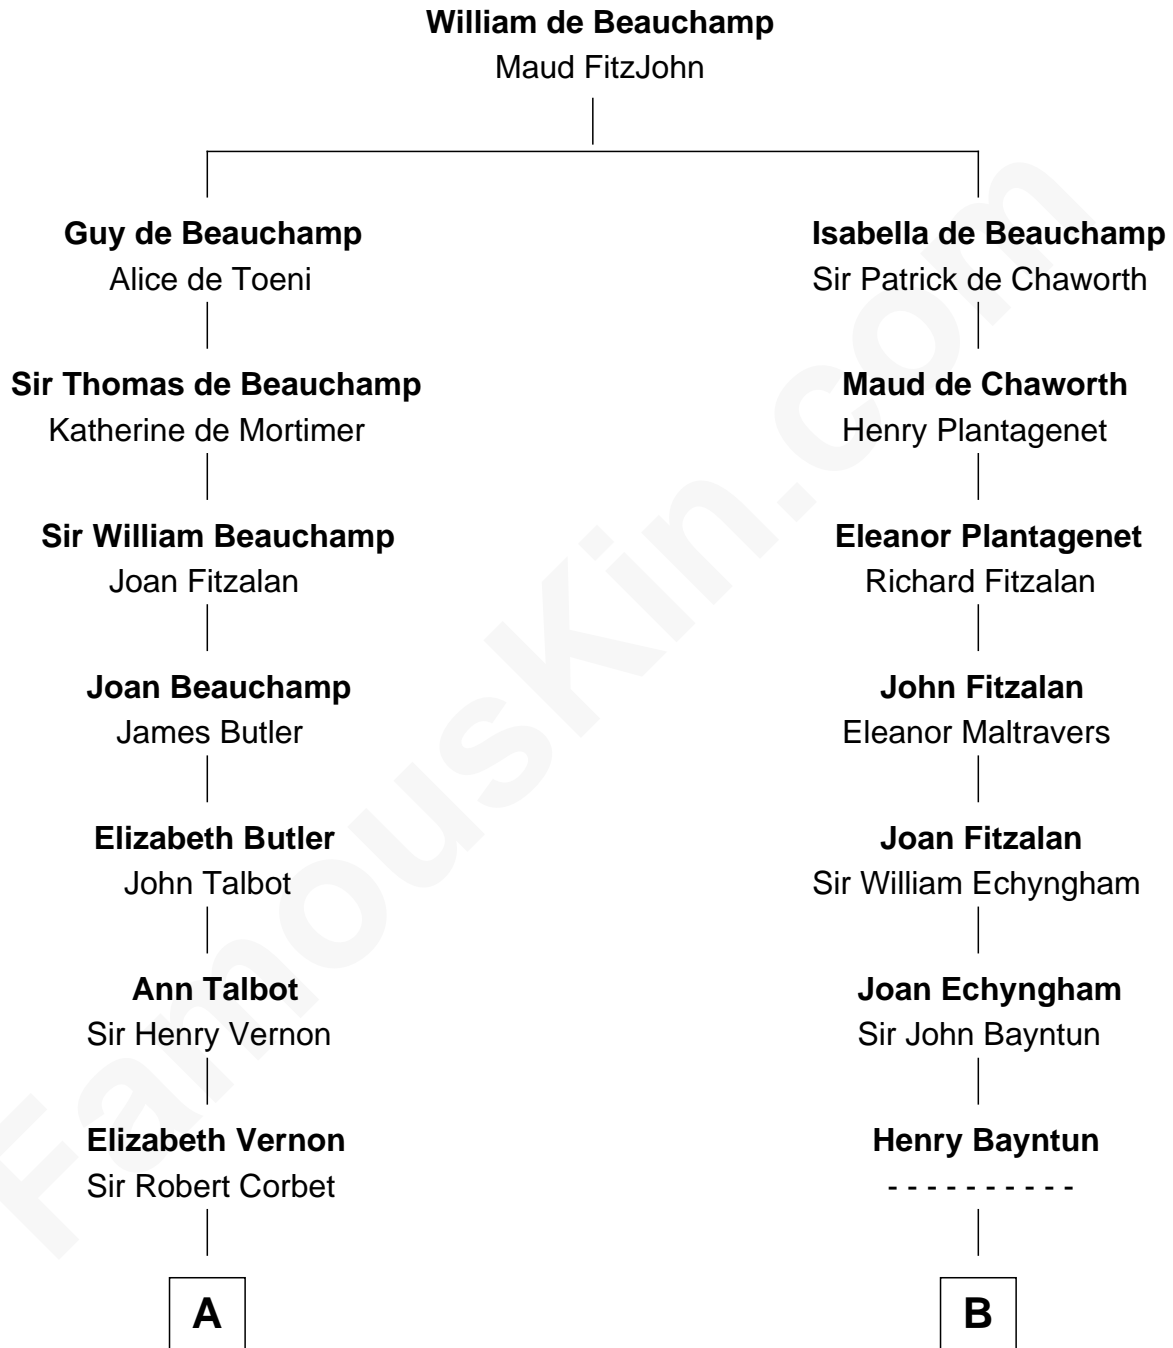 William de Beauchamp
Maud FitzJohn
Guy de Beauchamp
Alice de Toeni
Isabella de Beauchamp
Sir Patrick de Chaworth
Sir Thomas de Beauchamp
Katherine de Mortimer
Maud de Chaworth
Henry Plantagenet
Sir William Beauchamp
Joan Fitzalan
Eleanor Plantagenet
Richard Fitzalan
Joan Beauchamp
James Butler
John Fitzalan
Eleanor Maltravers
Elizabeth Butler
John Talbot
Joan Fitzalan
Sir William Echyngham
Ann Talbot
Sir Henry Vernon
Joan Echyngham
Sir John Bayntun
Elizabeth Vernon
Sir Robert Corbet
Henry Bayntun
- - - - - - - - - -
A
B
FamousKin.com